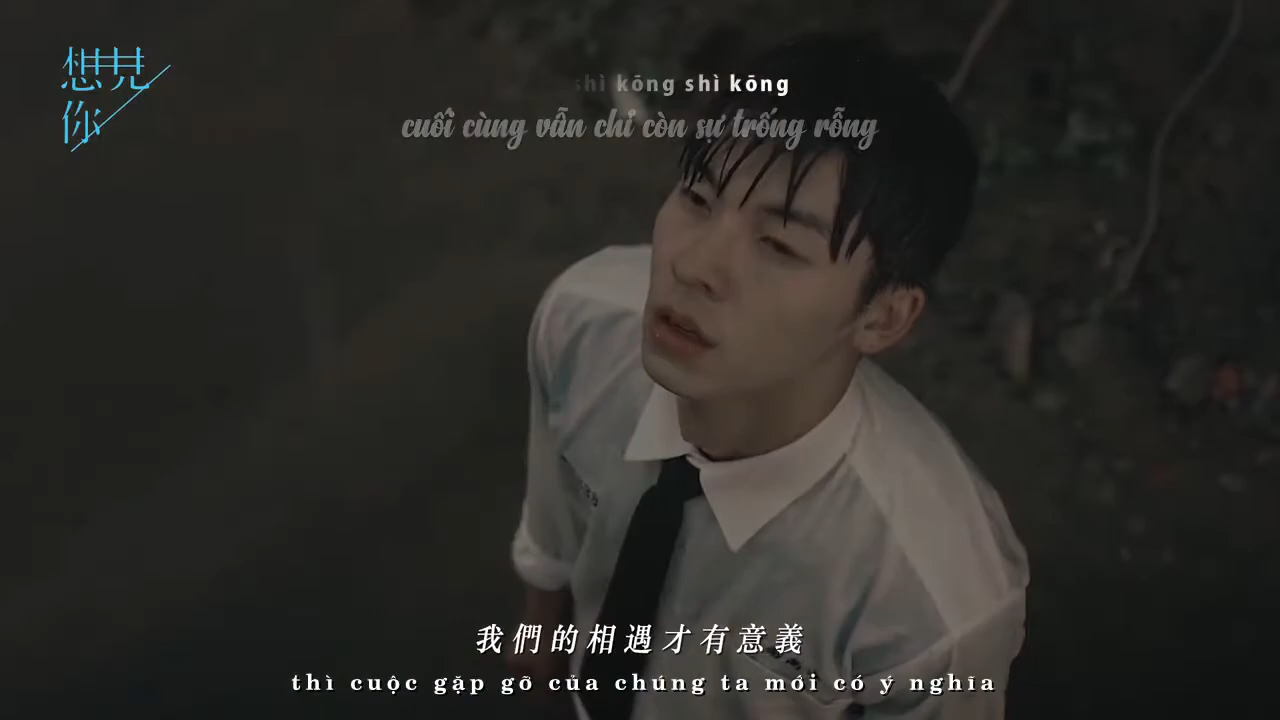 想見
你
shì kōng shì kōng
cuối cùng vẫn chỉ còn sự trống rỗng
我們的相遇才有意義
thì cuộc gặp gỡ của chúng ta mới có ý nghĩa